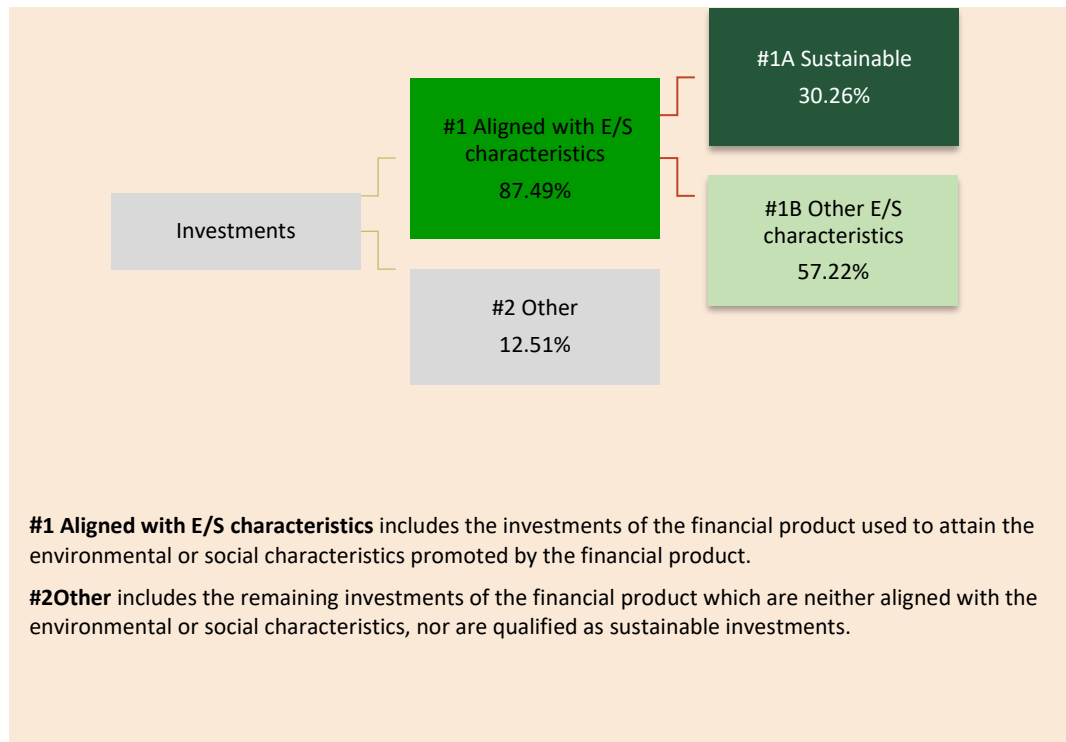 #1A Sustainable
30.26%
#1 Aligned with E/S
characteristics
87.49%
#1B Other E/S
characteristics
57.22%
Investments
#2 Other
12.51%
#1 Aligned with E/S characteristics includes the investments of the financial product used to attain the
environmental or social characteristics promoted by the financial product.
#2Other includes the remaining investments of the financial product which are neither aligned with the
environmental or social characteristics, nor are qualified as sustainable investments.